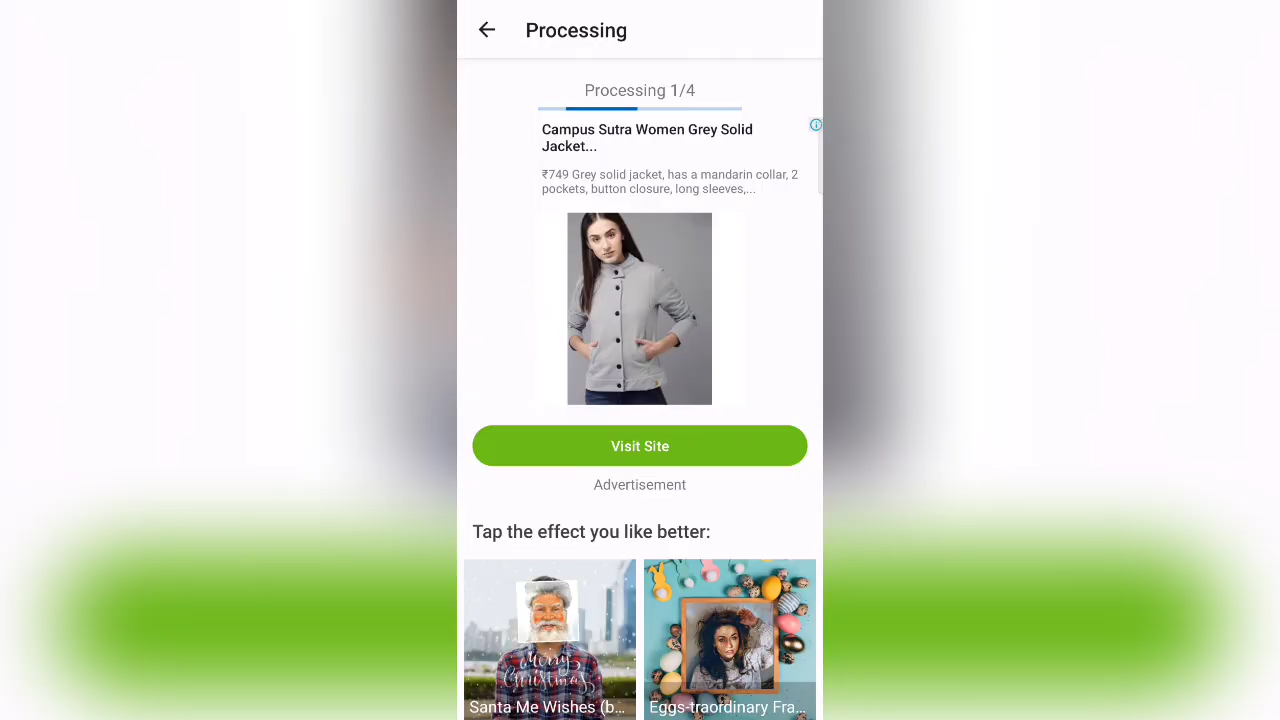 Processing
Processing 1/4
Campus Sutra Women Grey Solid
Jacket...
₹749 Grey solid jacket, has a mandarin collar, 2
pockets, button closure, long sleeves,...
Visit Site
Advertisement
Tap the effect you like better:
Merry
Christmas
Santa Me Wishes (b...
Eggs-traordinary Fra...